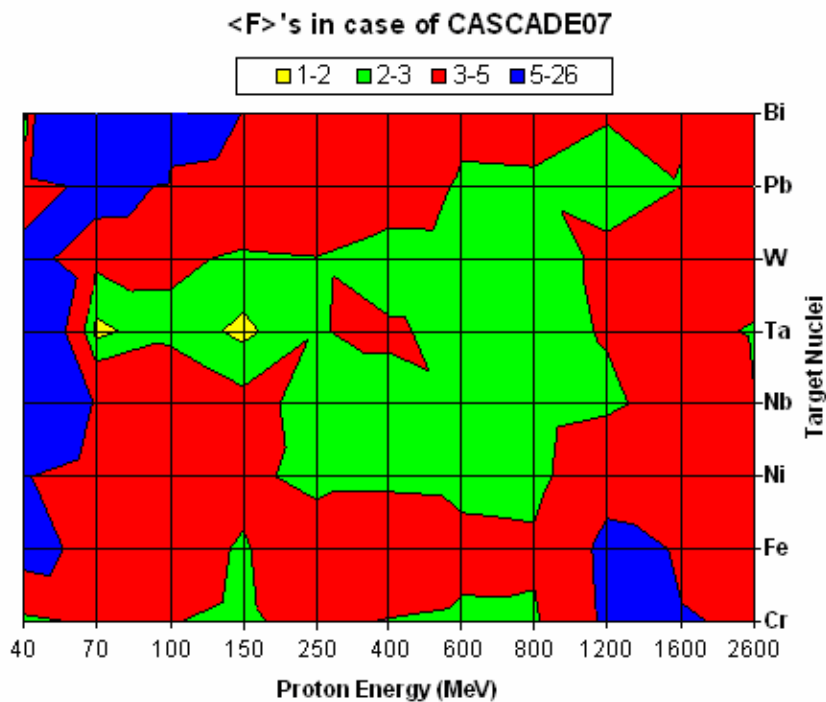 <F>'s in case of CASCADE07
1-2 2-3 3-5 5-26
Bi
Pb
W
Ta
Nb
Ni
Fe
Cr
Target Nuclei
40 70 100 150 250 400 600 800 1200 1600 2600
Proton Energy (MeV)